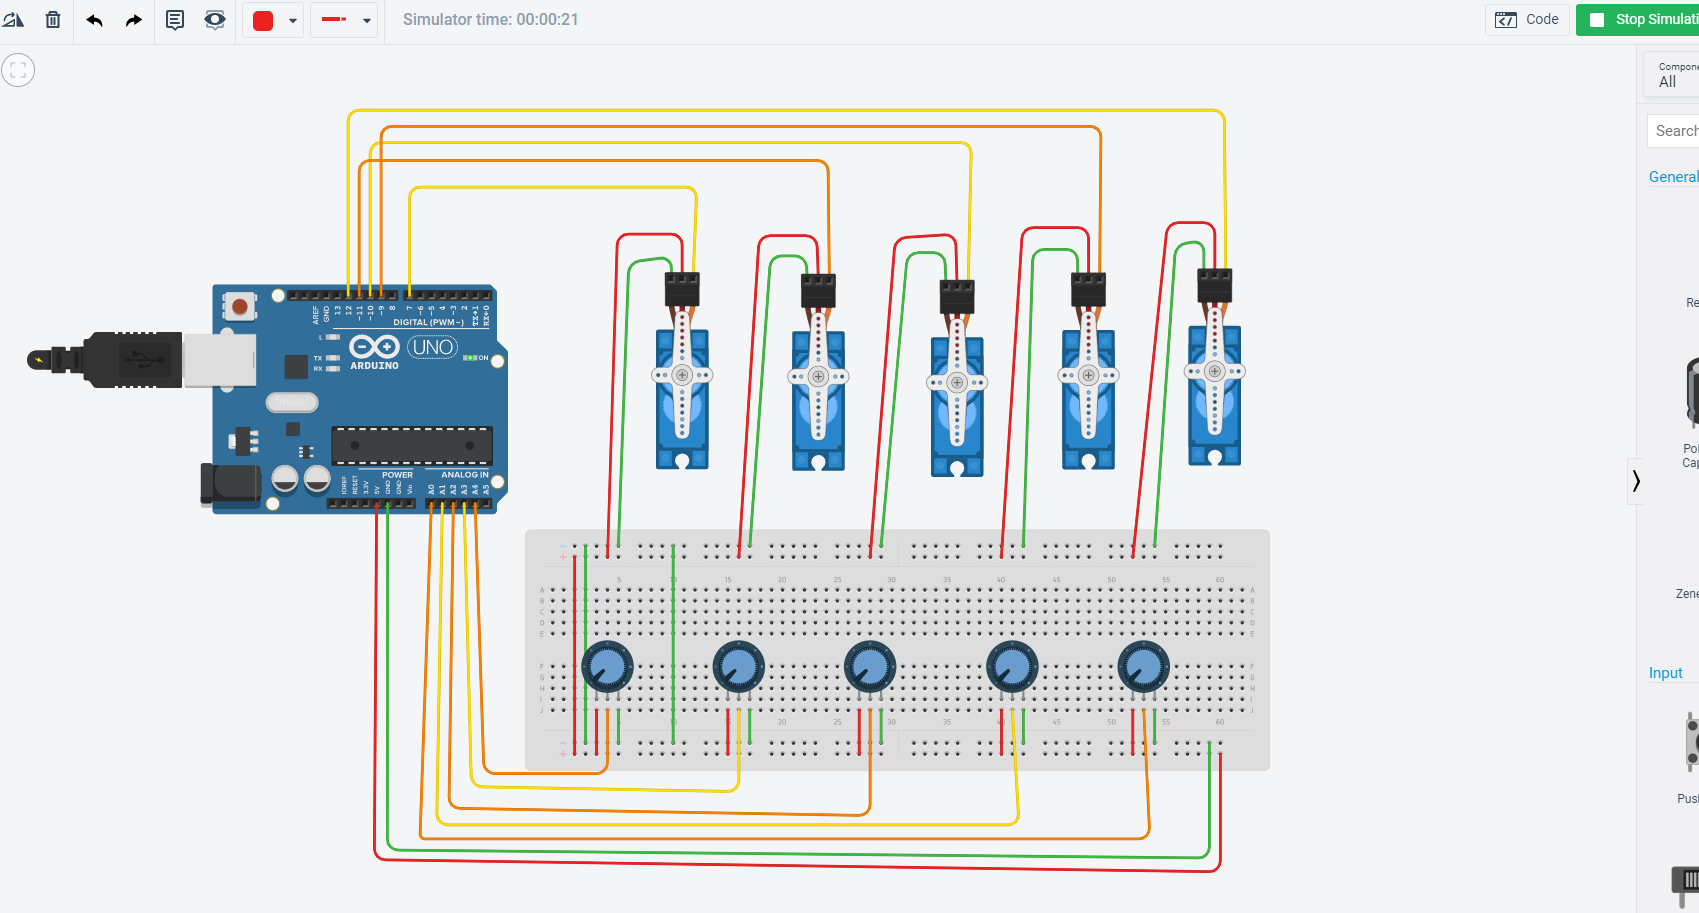 Simulator time: 00:00:21
Code
Stop Simulati
Compone
All
Search
General
Re
Pol
Cap
Zene
Input
Push
AREF
GND
13
12
~11
~10
~9
8
7
~6
~5
4
~3
2
TX→1
RX←0
DIGITAL (PWM~)
L
TX
RX
ARDUINO
UNO
ON
POWER
ANALOG IN
IOREF
RESET
3.3V
5V
GND
GND
Vin
A0
A1
A2
A3
A4
A5
5 10 15 20 25 30 35 40 45 50 55 60
A A
B B
C C
D D
E E
F F
G G
H H
I I
J J
5 10 15 20 25 30 35 40 45 50 55 60